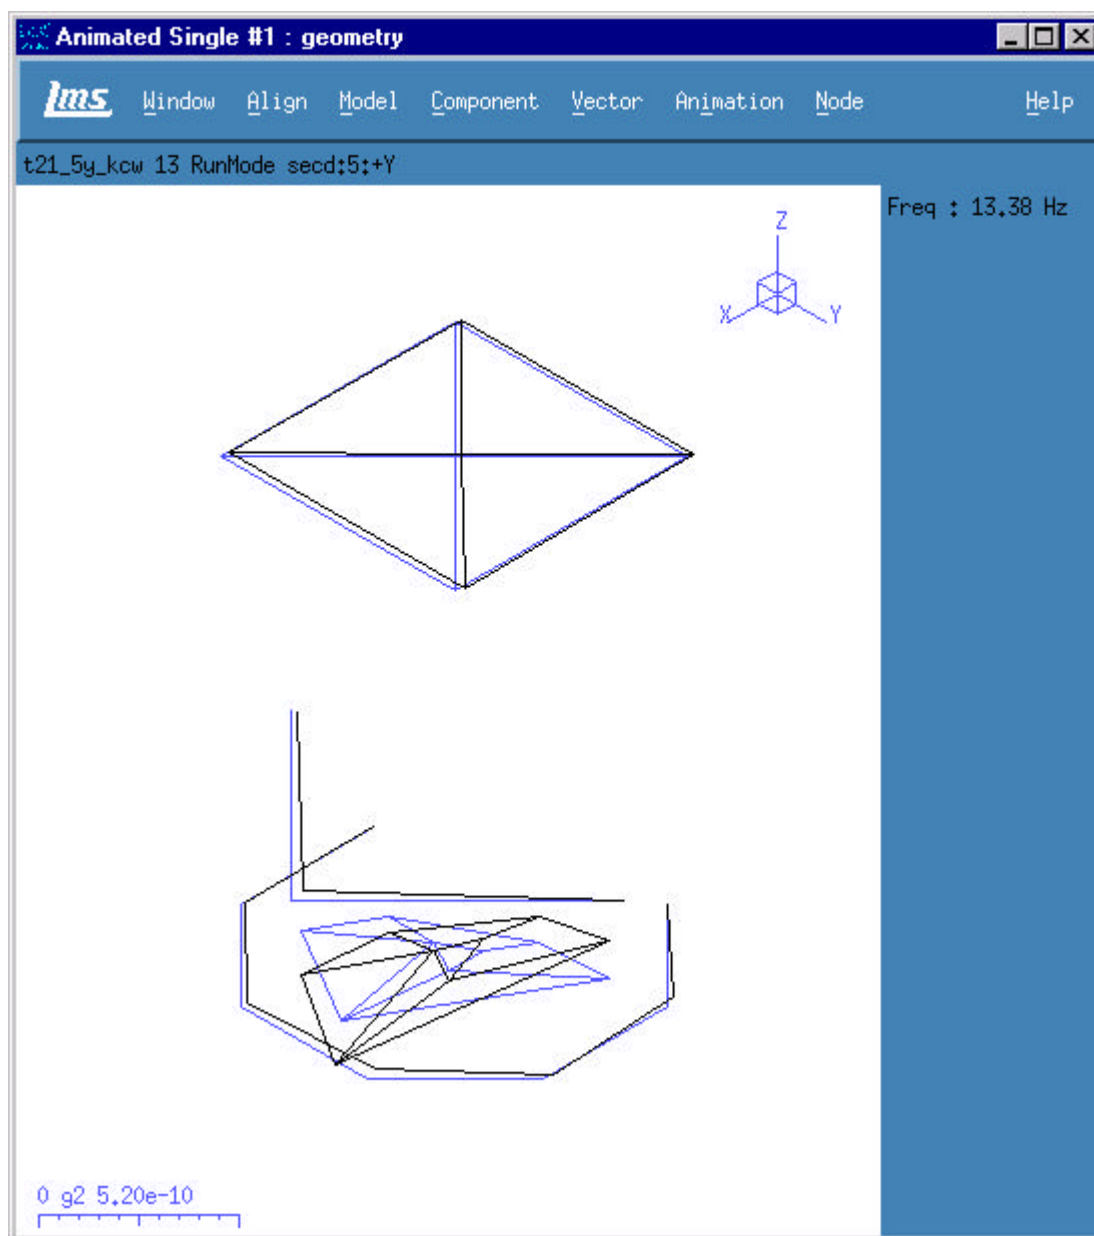 Animated Single #1 : geometry
lms Window Align Model Component Vector Animation Node Help
t21_5y_kcw 13 RunMode secd:5:+Y
Freq : 13.38 Hz
Z
X Y
0 g2 5.20e-10